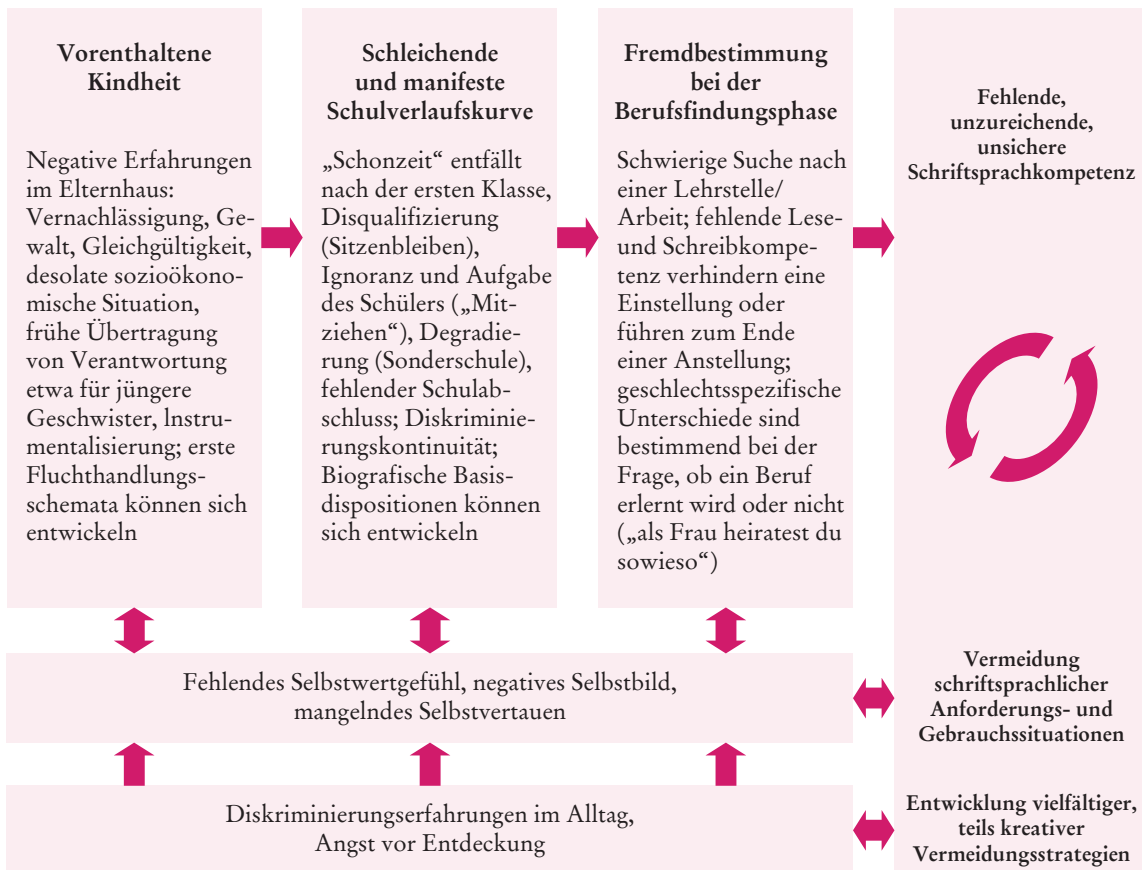 Vorenthaltene
Kindheit
Negative Erfahrungen
im Elternhaus:
Vernachlässigung, Ge-
walt, Gleichgültigkeit,
desolate sozioökono-
mische Situation,
frühe Übertragung
von Verantwortung
etwa für jüngere
Geschwister, lnstru-
mentalisierung; erste
Fluchthandlungs-
schemata können sich
entwickeln
Schleichende
und manifeste
Schulverlaufskurve
„Schonzeit“ entfällt
nach der ersten Klasse,
Disqualifizierung
(Sitzenbleiben),
Ignoranz und Aufgabe
des Schülers („Mit-
ziehen“), Degradie-
rung (Sonderschule),
fehlender Schulab-
schluss; Diskriminie-
rungskontinuität;
Biografische Basis-
dispositionen können
sich entwickeln
Fremdbestimmung
bei der
Berufsfindungsphase
Schwierige Suche nach
einer Lehrstelle/
Arbeit; fehlende Lese-
und Schreibkompe-
tenz verhindern eine
Einstellung oder
führen zum Ende
einer Anstellung;
geschlechtsspezifische
Unterschiede sind
bestimmend bei der
Frage, ob ein Beruf
erlernt wird oder nicht
(„als Frau heiratest du
sowieso“)
Fehlende,
unzureichende,
unsichere
Schriftsprachkompetenz
Fehlendes Selbstwertgefühl, negatives Selbstbild,
mangelndes Selbstvertauen
Vermeidung
schriftsprachlicher
Anforderungs- und
Gebrauchssituationen
Diskriminierungserfahrungen im Alltag,
Angst vor Entdeckung
Entwicklung vielfältiger,
teils kreativer
Vermeidungsstrategien